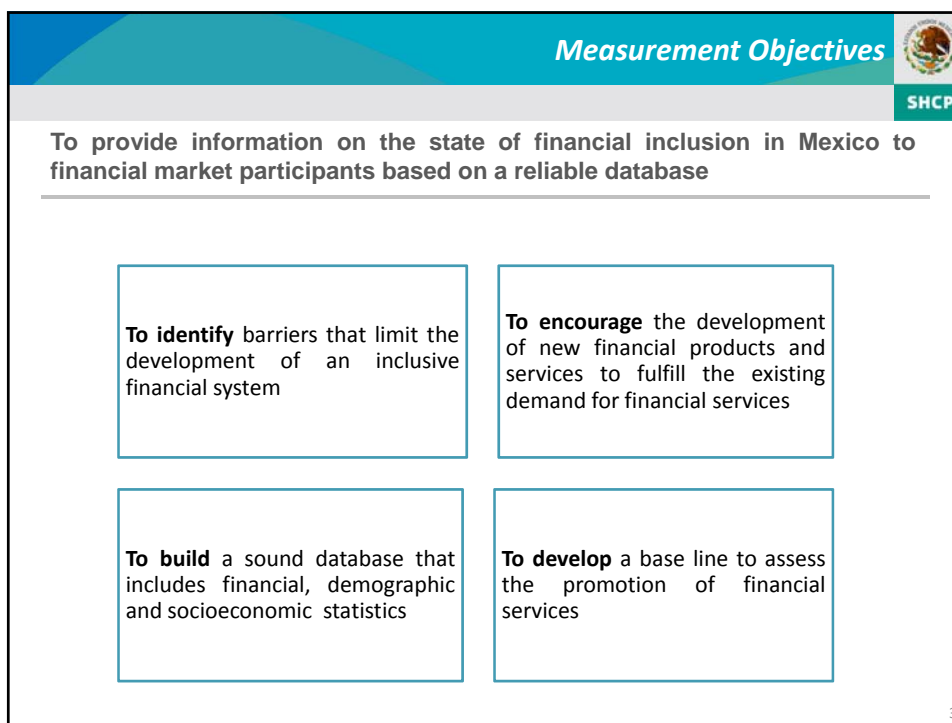 Measurement Objectives
SHCP
To provide information on the state of financial inclusion in Mexico to
financial market participants based on a reliable database
To identify barriers that limit the
development of an inclusive
financial system
To encourage the development
of new financial products and
services to fulfill the existing
demand for financial services
To build a sound database that
includes financial, demographic
and socioeconomic statistics
To develop a base line to assess
the promotion of financial
services